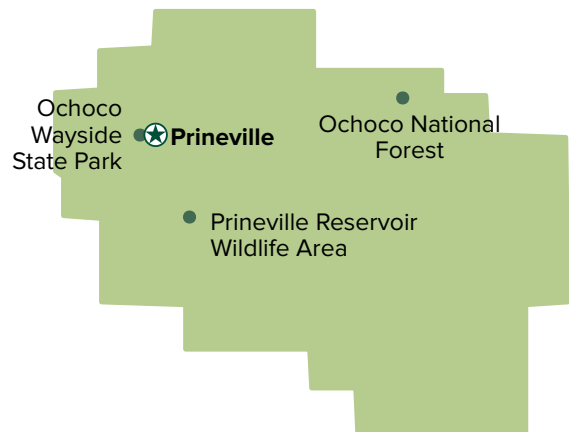 Ochoco
Wayside
State Park
Prineville
Ochoco National
Forest
Prineville Reservoir
Wildlife Area